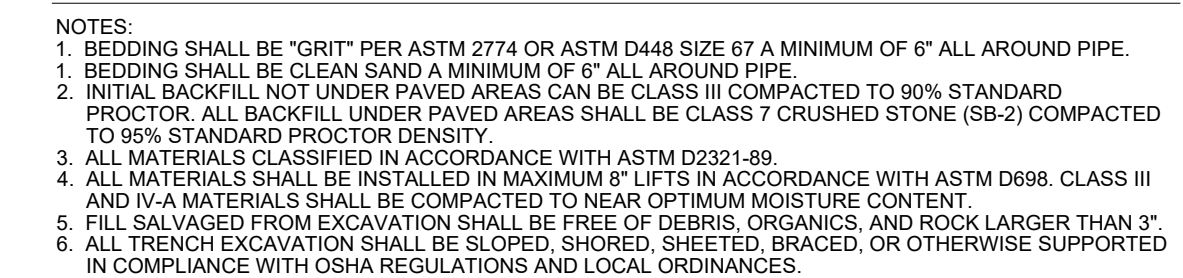 NOTES:
1. BEDDING SHALL BE "GRIT" PER ASTM 2774 OR ASTM D448 SIZE 67 A MINIMUM OF 6" ALL AROUND PIPE.
1. BEDDING SHALL BE CLEAN SAND A MINIMUM OF 6" ALL AROUND PIPE.
2. INITIAL BACKFILL NOT UNDER PAVED AREAS CAN BE CLASS III COMPACTED TO 90% STANDARD
PROCTOR. ALL BACKFILL UNDER PAVED AREAS SHALL BE CLASS 7 CRUSHED STONE (SB-2) COMPACTED
TO 95% STANDARD PROCTOR DENSITY.
3. ALL MATERIALS CLASSIFIED IN ACCORDANCE WITH ASTM D2321-89.
4. ALL MATERIALS SHALL BE INSTALLED IN MAXIMUM 8" LIFTS IN ACCORDANCE WITH ASTM D698. CLASS III
AND IV-A MATERIALS SHALL BE COMPACTED TO NEAR OPTIMUM MOISTURE CONTENT.
5. FILL SALVAGED FROM EXCAVATION SHALL BE FREE OF DEBRIS, ORGANICS, AND ROCK LARGER THAN 3".
6. ALL TRENCH EXCAVATION SHALL BE SLOPED, SHORED, SHEETED, BRACED, OR OTHERWISE SUPPORTED
IN COMPLIANCE WITH OSHA REGULATIONS AND LOCAL ORDINANCES.